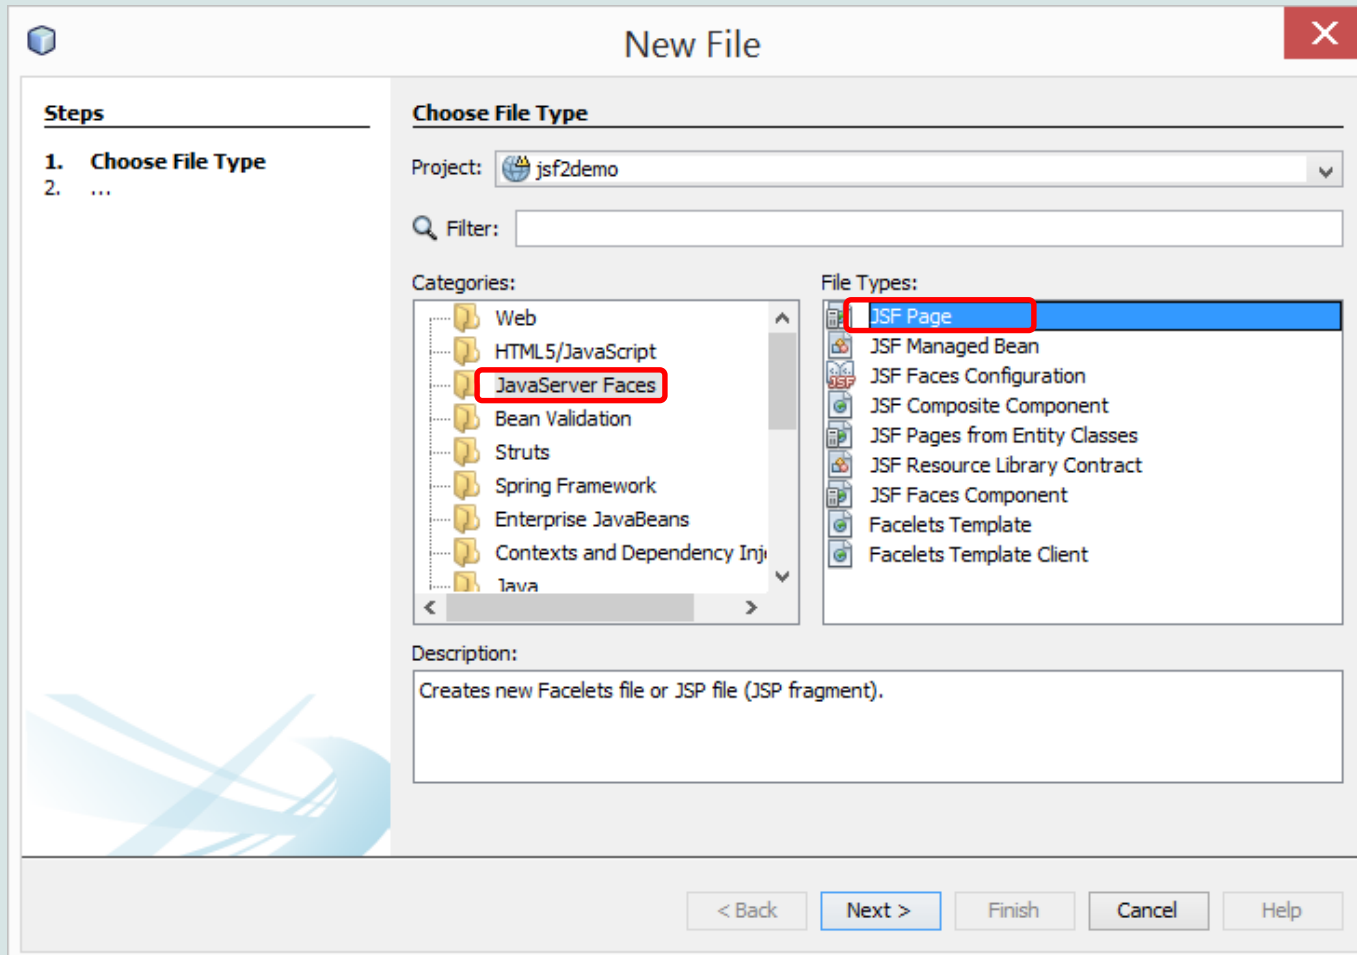 New File
Steps
1. Choose File Type
2. ...
Choose File Type
Project: jsf2demo
Filter:
Categories:
Web
HTML5/JavaScript
JavaServer Faces
Bean Validation
Struts
Spring Framework
Enterprise JavaBeans
Contexts and Dependency Inje
Java
File Types:
JSF Page
JSF Managed Bean
JSF Faces Configuration
JSF Composite Component
JSF Pages from Entity Classes
JSF Resource Library Contract
JSF Faces Component
Facelets Template
Facelets Template Client
Description:
Creates new Facelets file or JSP file (JSP fragment).
< Back Next > Finish Cancel Help